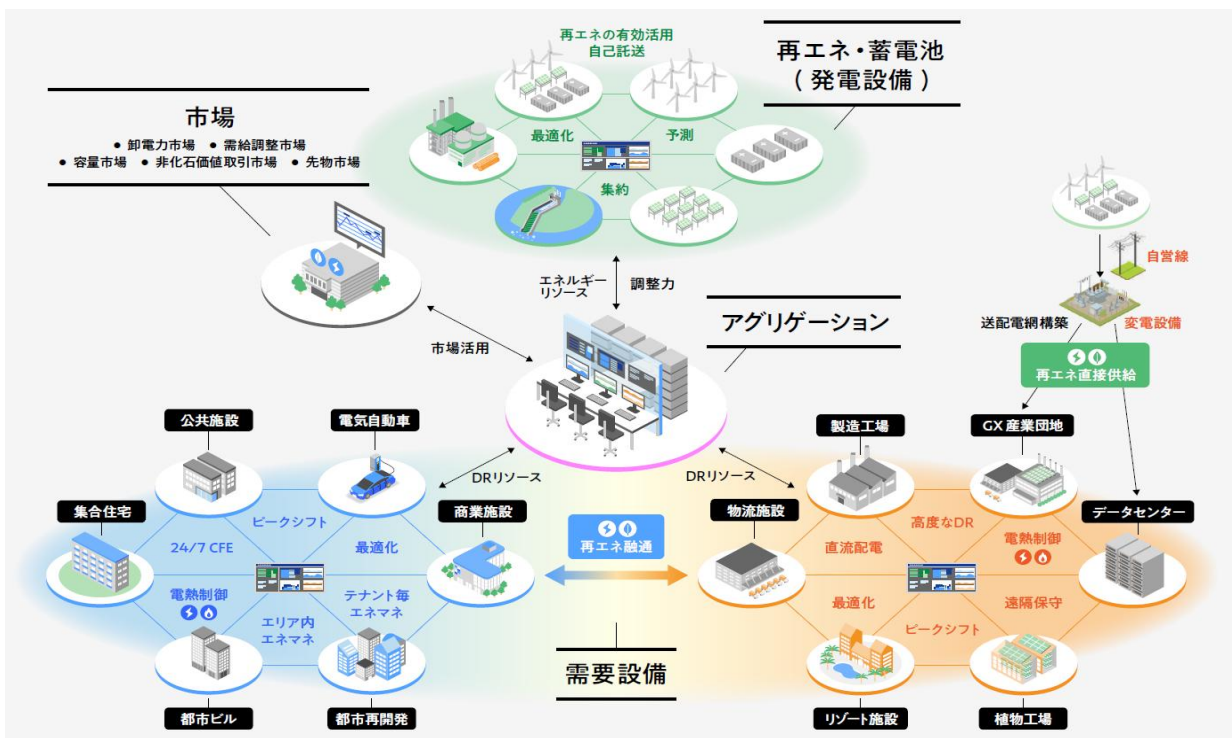 再エネの有効活用
自己託送
再エネ・蓄電池
(発電設備)
市場
● 卸電力市場 ● 需給調整市場
● 容量市場 ● 非化石価値取引市場 ● 先物市場
最適化
予測
集約
エネルギー
リソース
調整力
自営線
アグリゲーション
送配電網構築
変電設備
市場活用
再エネ直接供給
公共施設
電気自動車
製造工場
GX産業団地
DRリソース
DRリソース
集合住宅
商業施設
物流施設
データセンター
ピークシフト
高度なDR
再エネ融通
24/7 CFE
最適化
直流配電
電熱制御
電熱制御
テナント毎
エネマネ
最適化
遠隔保守
エリア内
エネマネ
ピークシフト
需要設備
都市ビル
都市再開発
リゾート施設
植物工場